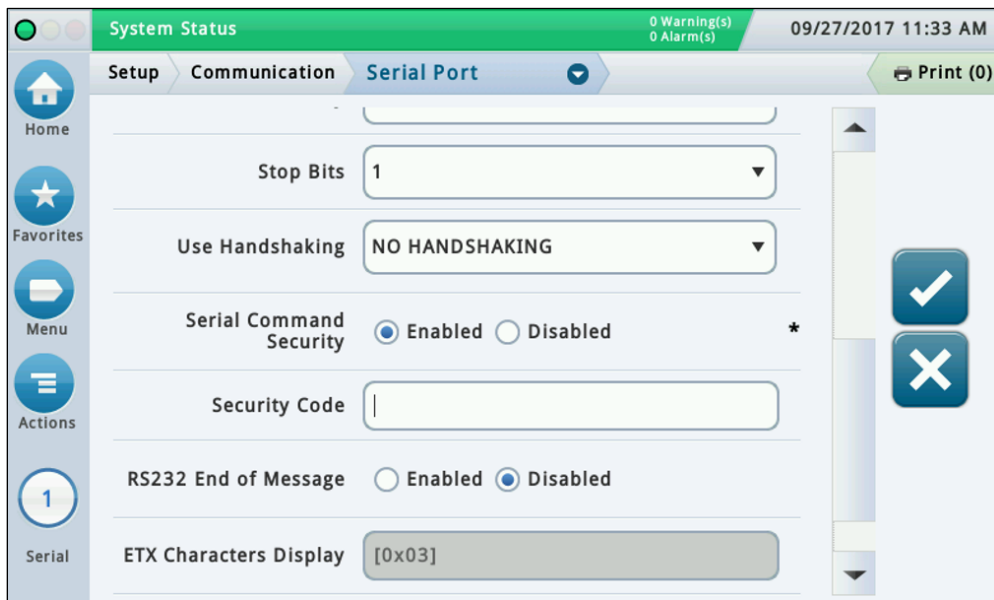 System Status
0 Warning(s)
0 Alarm(s)
09/27/2017 11:33 AM
Setup Communication Serial Port
Print (0)
Home
Favorites
Menu
Actions
1
Serial
Stop Bits 1
Use Handshaking NO HANDSHAKING
Serial Command
Security
Enabled Disabled *
Security Code
RS232 End of Message Enabled Disabled
ETX Characters Display [0x03]